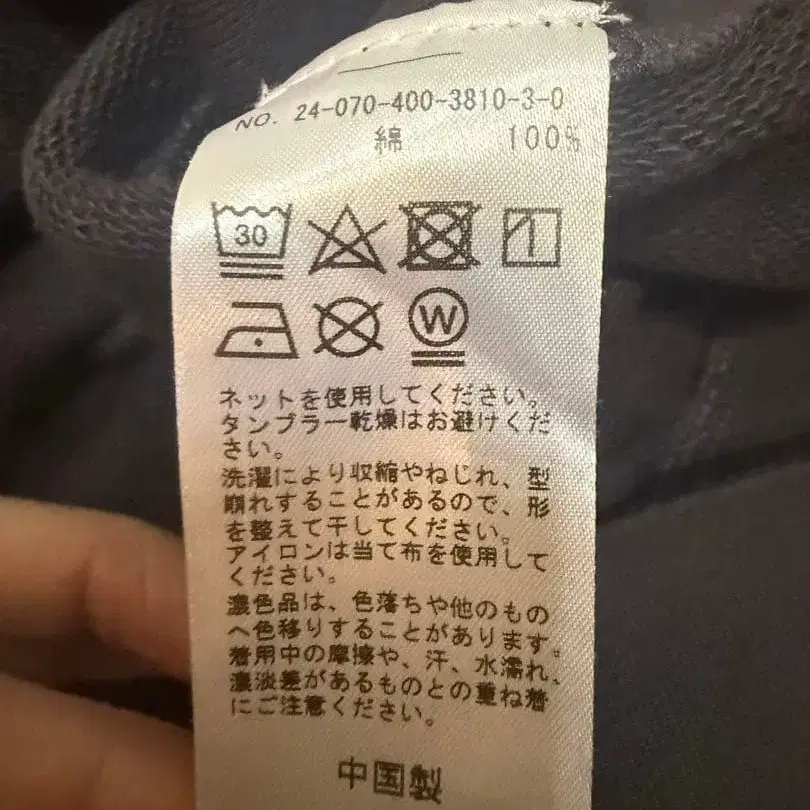 NO. 24-070-400-3810-3-0
綿 100%
30
W
ネットを使用してください。
タンブラー乾燥はお避けくだ
さい。
洗濯により収縮やねじれ、型
崩れすることがあるので、形
を整えて干してください。
アイロンは当て布を使用して
ください。
濃色品は、色落ちや他のもの
へ色移りすることがあります。
着用中の摩擦や、汗、水濡れ、
濃淡差があるものとの重ね着
にご注意ください。
中国製